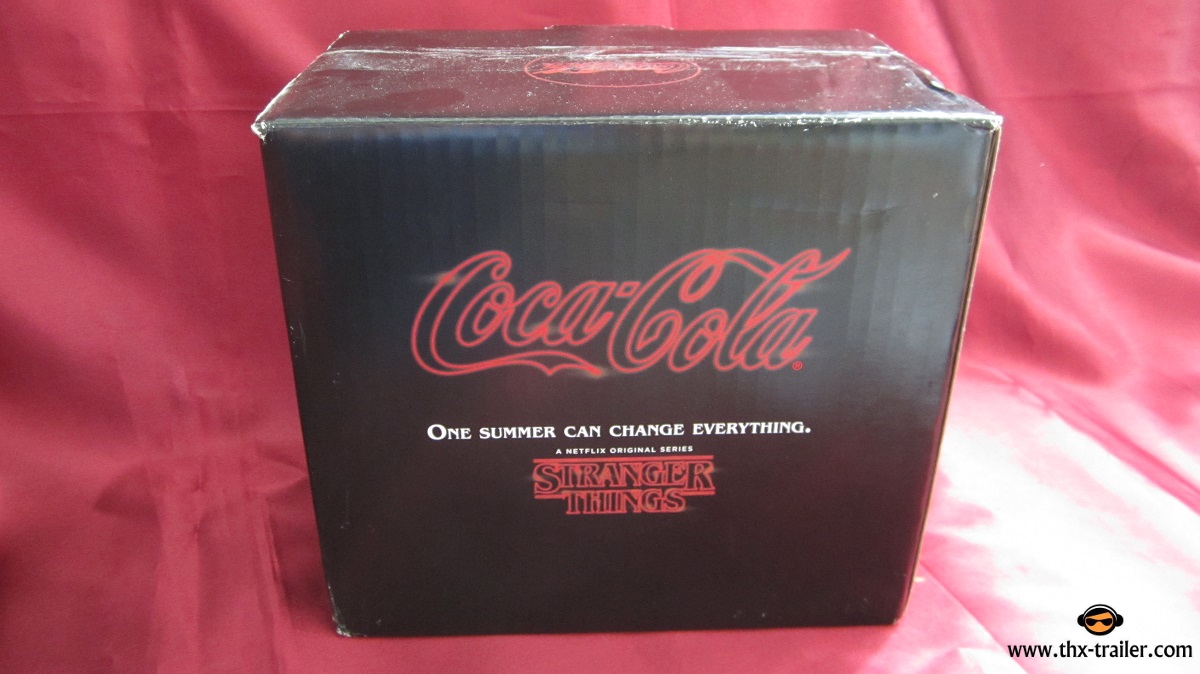 Coca-Cola®
ONE SUMMER CAN CHANGE EVERYTHING.
A NETFLIX ORIGINAL SERIES
STRANGER
THINGS
www.thx-trailer.com